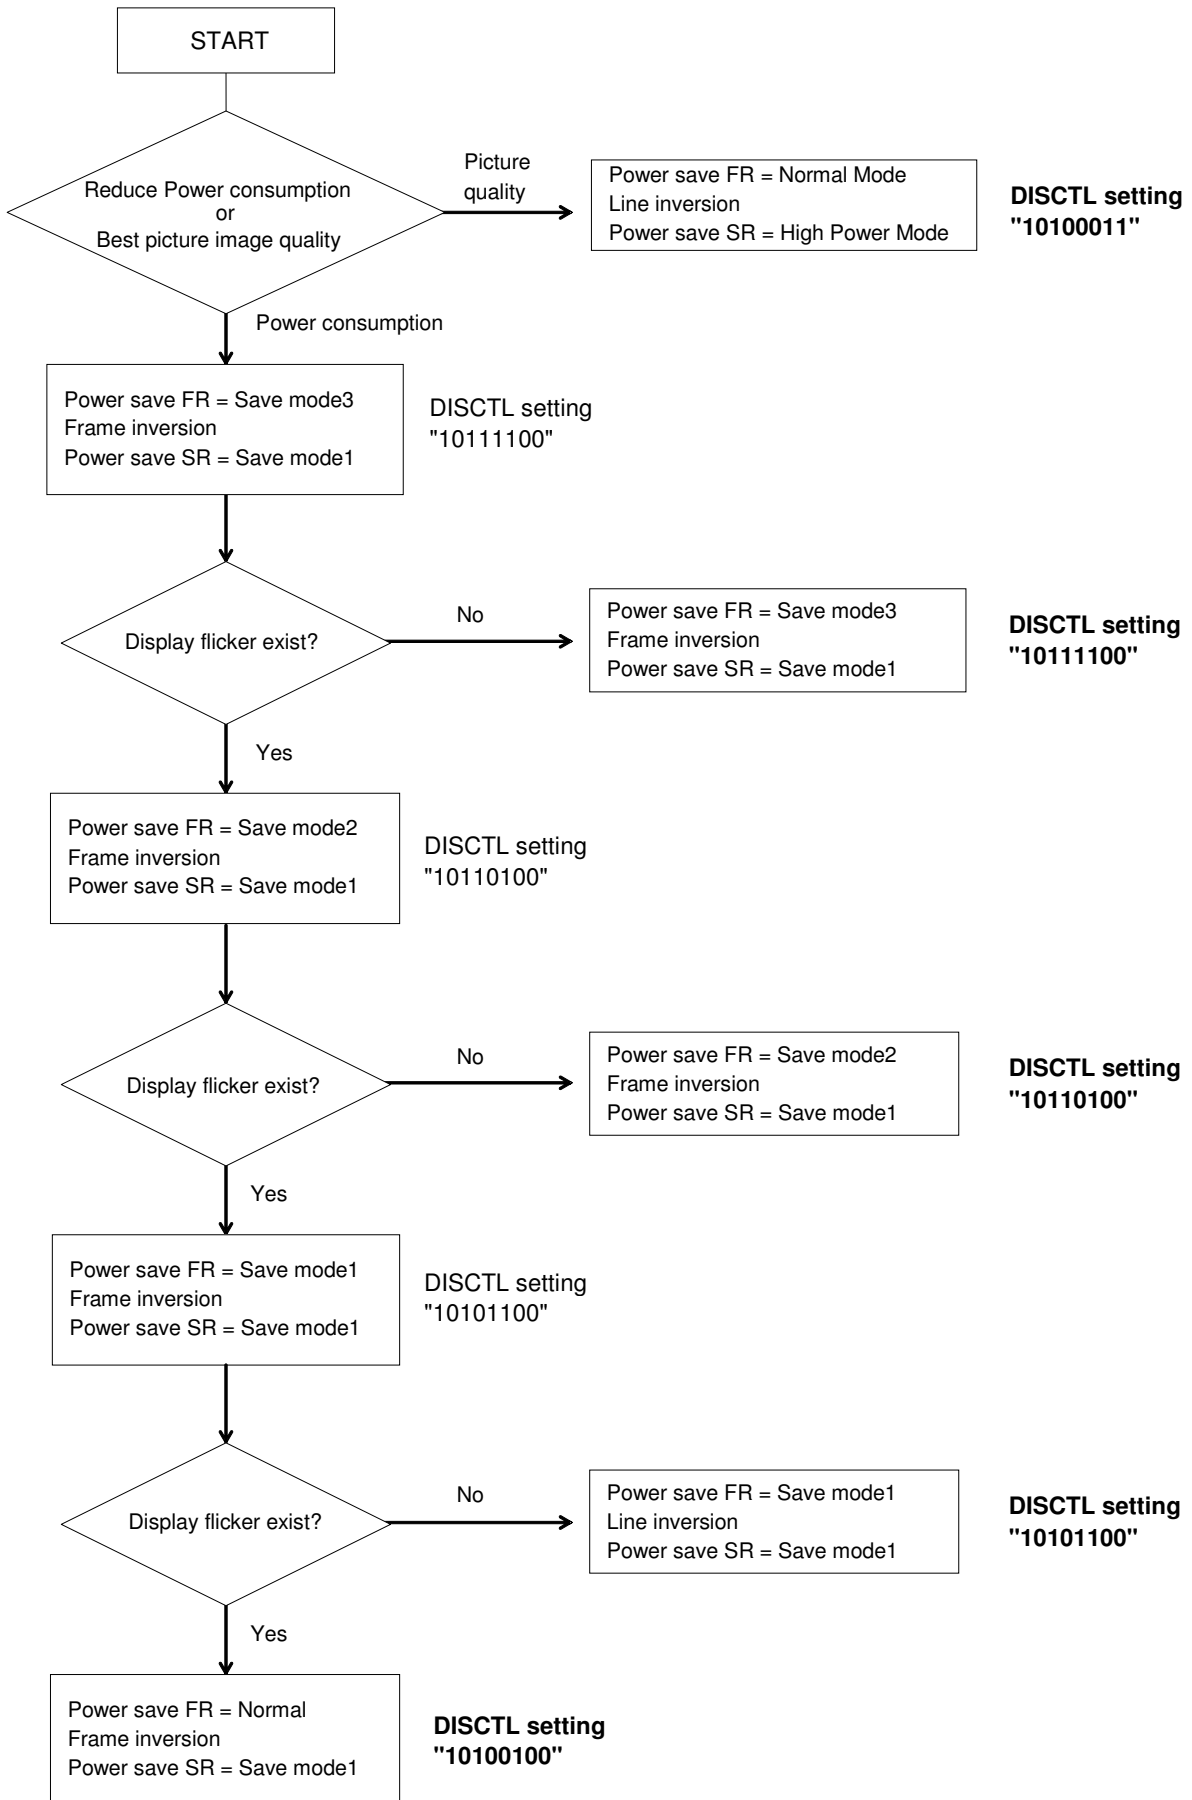 START
Reduce Power consumption
or
Best picture image quality
Picture
quality
Power save FR = Normal Mode
Line inversion
Power save SR = High Power Mode
DISCTL setting
"10100011"
Power consumption
Power save FR = Save mode3
Frame inversion
Power save SR = Save mode1
DISCTL setting
"10111100"
Display flicker exist?
No
Power save FR = Save mode3
Frame inversion
Power save SR = Save mode1
DISCTL setting
"10111100"
Yes
Power save FR = Save mode2
Frame inversion
Power save SR = Save mode1
DISCTL setting
"10110100"
Display flicker exist?
No
Power save FR = Save mode2
Frame inversion
Power save SR = Save mode1
DISCTL setting
"10110100"
Yes
Power save FR = Save mode1
Frame inversion
Power save SR = Save mode1
DISCTL setting
"10101100"
Display flicker exist?
No
Power save FR = Save mode1
Line inversion
Power save SR = Save mode1
DISCTL setting
"10101100"
Yes
Power save FR = Normal
Frame inversion
Power save SR = Save mode1
DISCTL setting
"10100100"